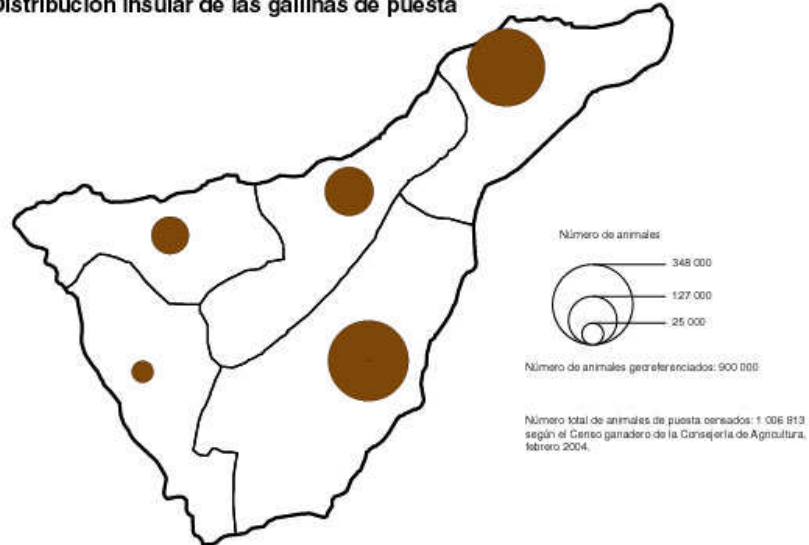 Distribución insular de las gallinas de puesta
Número de animales
348 000
127 000
25 000
Número de animales georeferenciados: 900 000
Número total de animales de puesta censados: 1 006 813
según el Censo ganadero de la Consejería de Agricultura,
febrero 2004.